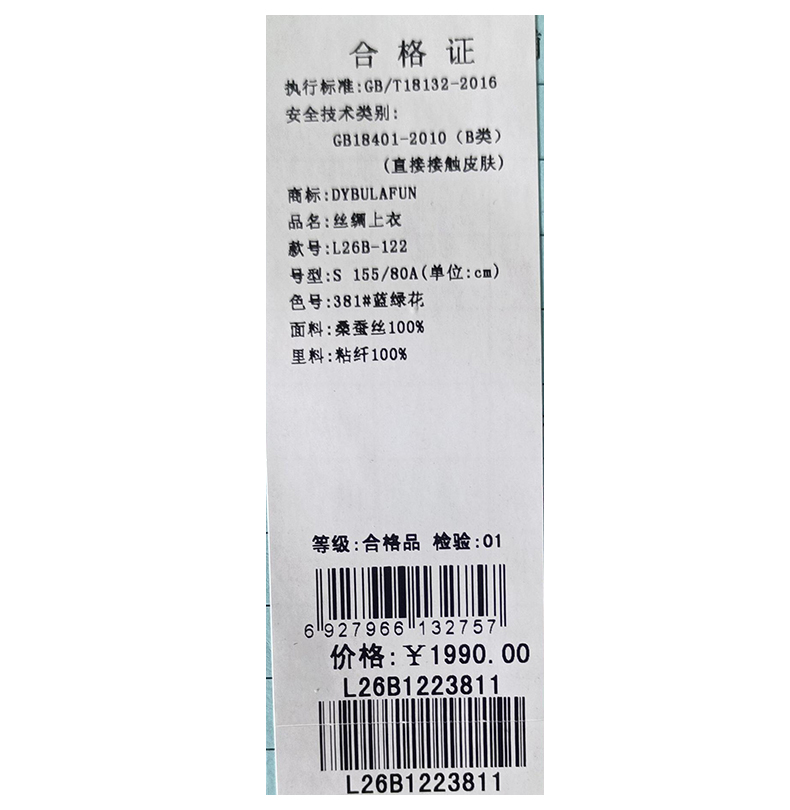 合格证
执行标准:GB/T18132-2016
安全技术类别:
GB18401-2010（B类）
(直接接触皮肤)
商标:DYBULAFUN
品名:丝绸上衣
款号:L26B-122
号型:S 155/80A(单位:cm)
色号:381#蓝绿花
面料:桑蚕丝100%
里料:粘纤100%
等级:合格品 检验:01
6 927966 132757
价格:￥1990.00
L26B1223811
L26B1223811